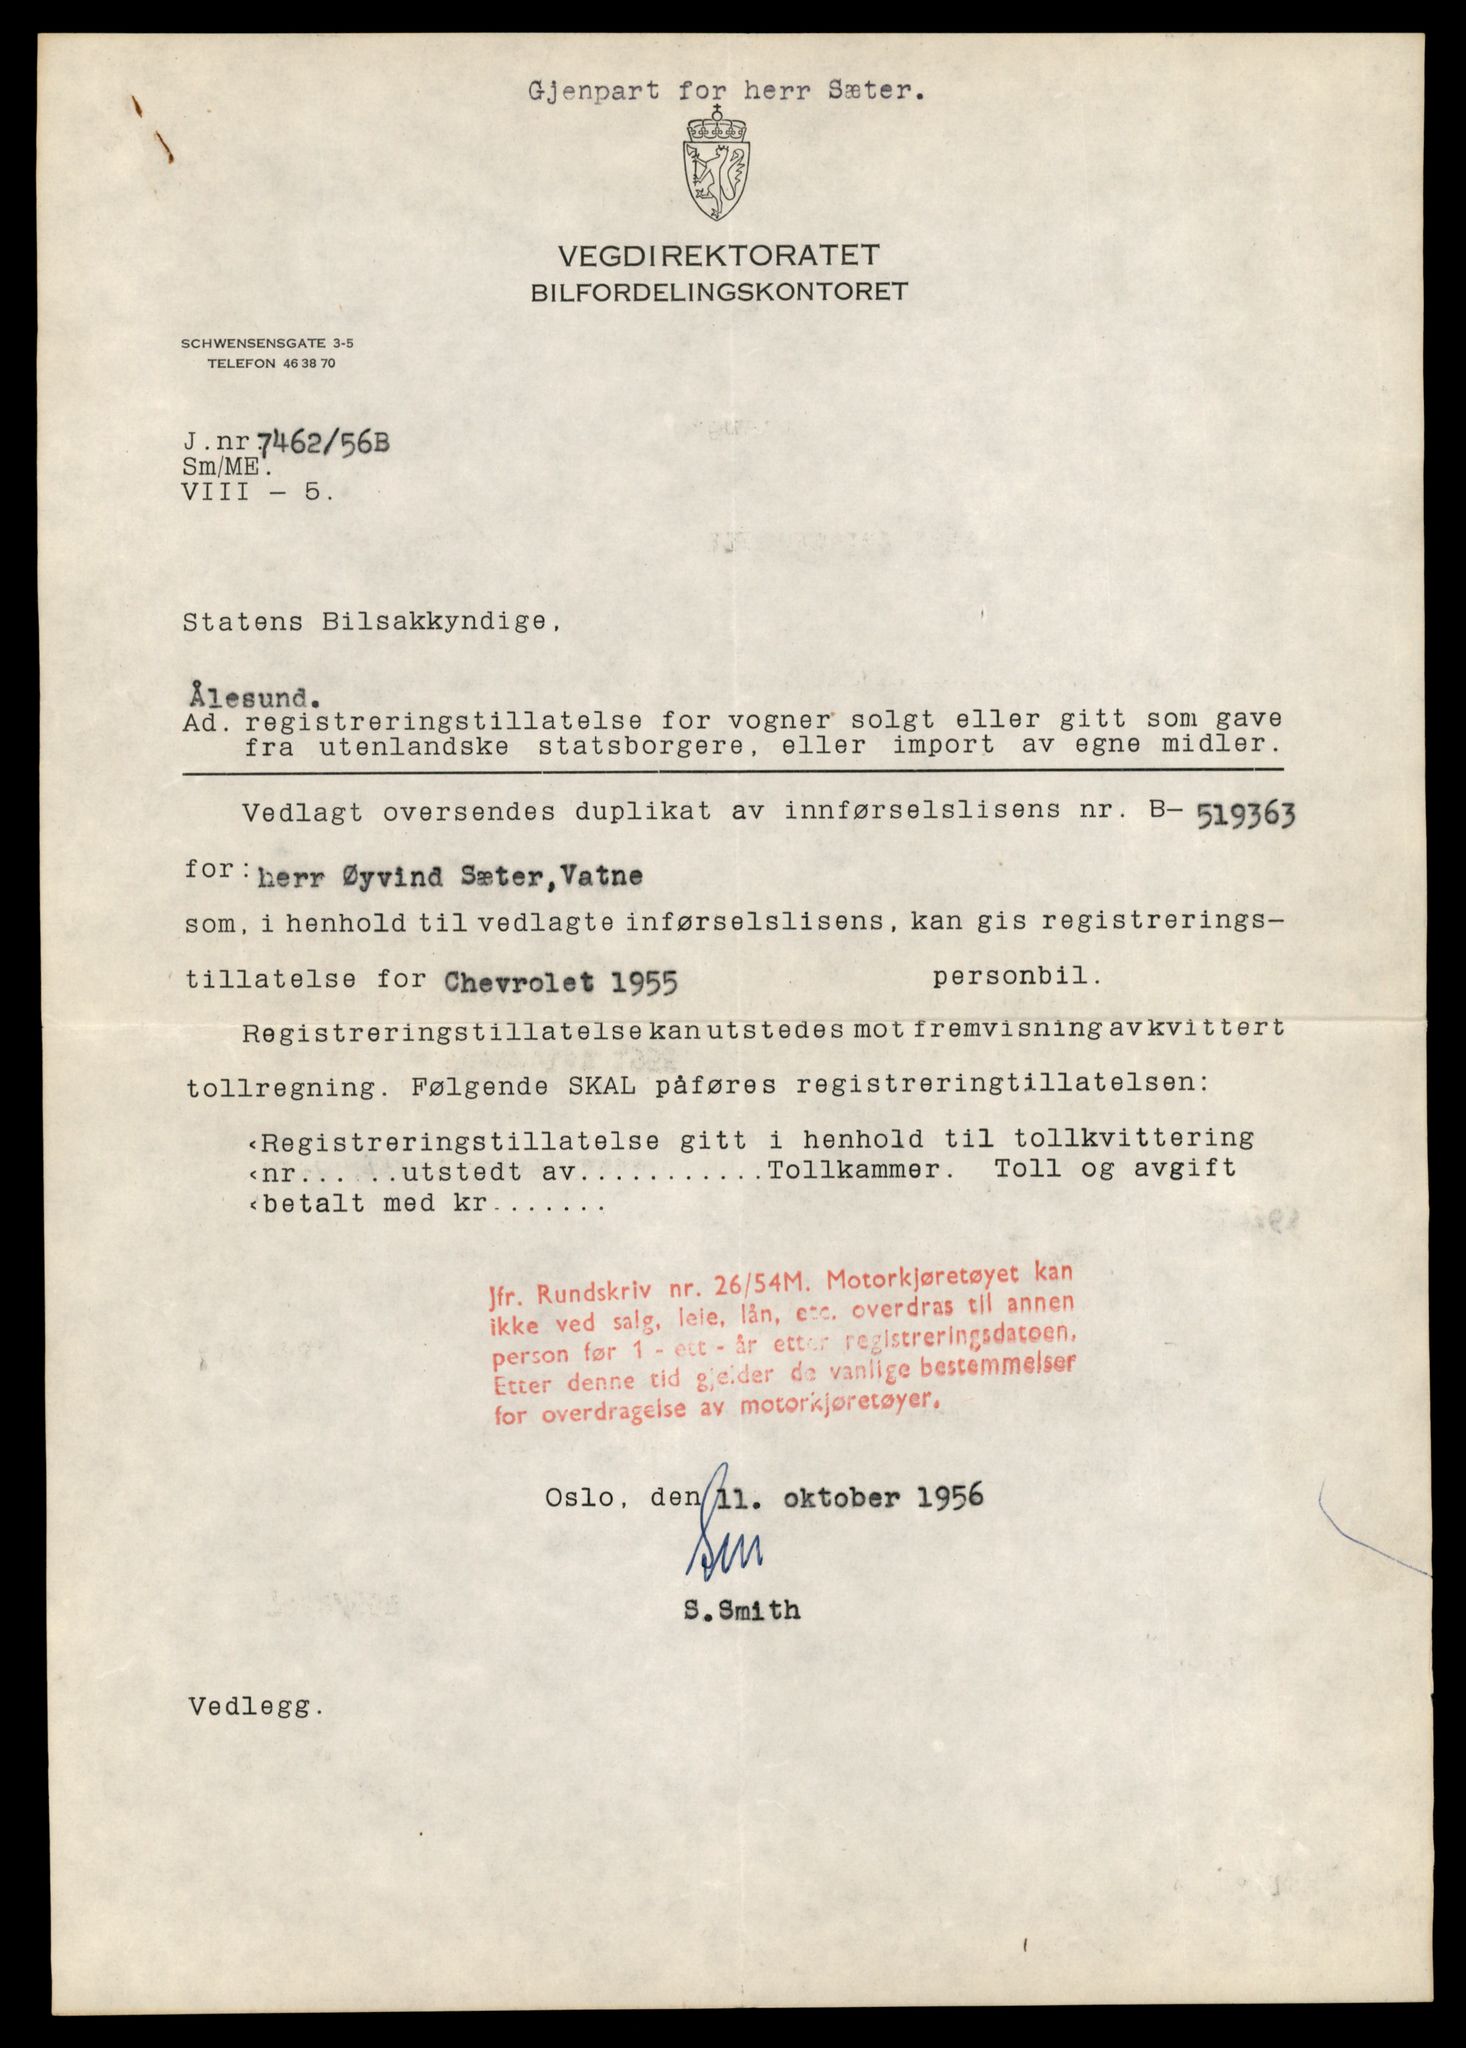 Gjenpart for herr Sæter.
VEGDIREKTORATET
BILFORDELINGSKONTORET
SCHWENSENSGATE 3-5
TELEFON 46 38 70
J.nr.7462/56B
Sm/ME.
VIII - 5.
Statens Bilsakkyndige,
Ålesund.
Ad. registreringstillatelse for vogner solgt eller gitt som gave
fra utenlandske statsborgere, eller import av egne midler.
Vedlagt oversendes duplikat av innførselslisens nr. B- 519363
for: herr Øyvind Sæter, Vatne
som, i henhold til vedlagte inførselslisens, kan gis registrerings-
tillatelse for Chevrolet 1955 personbil.
Registreringstillatelse kan utstedes mot fremvisning av kvittert
tollregning. Følgende SKAL påføres registreringtillatelsen:
‹Registreringstillatelse gitt i henhold til tollkvittering
‹nr......utstedt av...........Tollkammer. Toll og avgift
‹betalt med kr.......
Jfr. Rundskriv nr. 26/54M. Motorkjøretøyet kan
ikke ved salg, leie, lån, etc. overdras til annen
person før 1 - ett - år etter registreringsdatoen.
Etter denne tid gjelder de vanlige bestemmelser
for overdragelse av motorkjøretøyer.
Oslo, den 11. oktober 1956
Sm
S.Smith
Vedlegg.